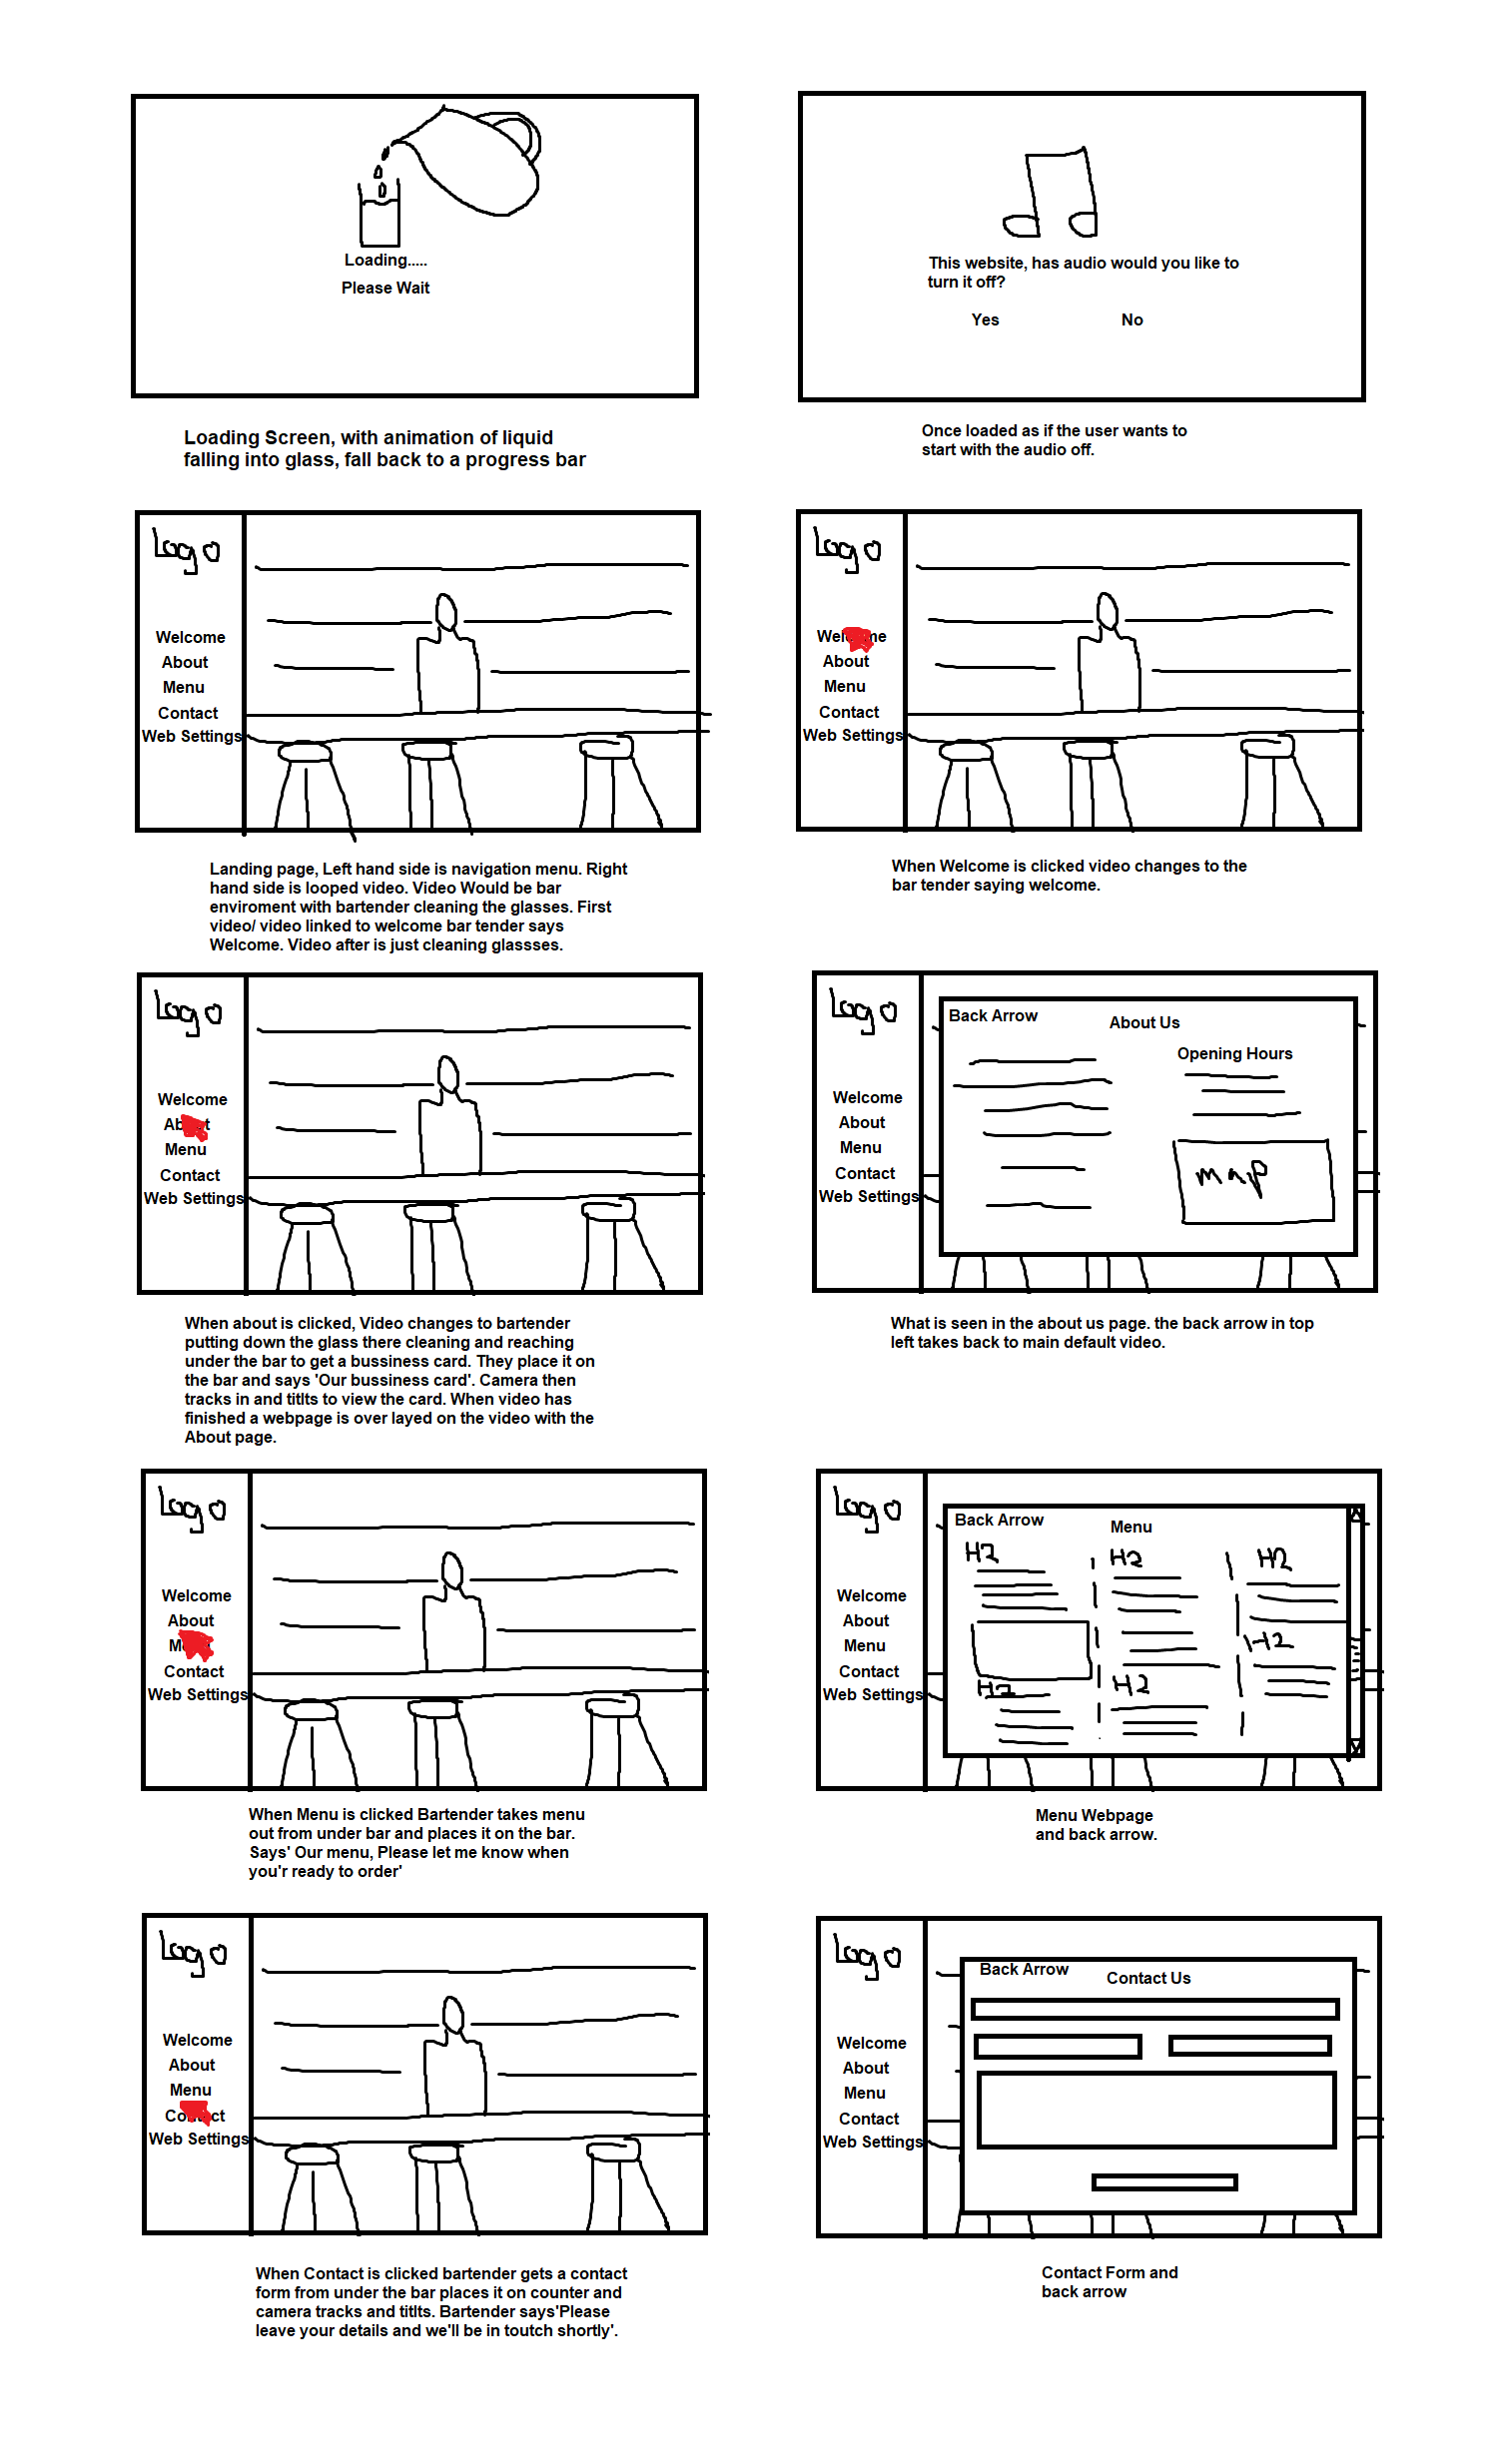 Loading.....
Please Wait
Loading Screen, with animation of liquid
falling into glass, fall back to a progress bar
This website, has audio would you like to
turn it off?
Yes No
Once loaded as if the user wants to
start with the audio off.
Logo
Welcome
About
Menu
Contact
Web Settings
Landing page, Left hand side is navigation menu. Right
hand side is looped video. Video Would be bar
enviroment with bartender cleaning the glasses. First
video/ video linked to welcome bar tender says
Welcome. Video after is just cleaning glassses.
Logo
Welcome
About
Menu
Contact
Web Settings
When Welcome is clicked video changes to the
bar tender saying welcome.
Logo
Welcome
About
Menu
Contact
Web Settings
When about is clicked, Video changes to bartender
putting down the glass there cleaning and reaching
under the bar to get a bussiness card. They place it on
the bar and says 'Our bussiness card'. Camera then
tracks in and titlts to view the card. When video has
finished a webpage is over layed on the video with the
About page.
Logo
Welcome
About
Menu
Contact
Web Settings
Back Arrow
About Us
Opening Hours
map
What is seen in the about us page. the back arrow in top
left takes back to main default video.
Logo
Welcome
About
Menu
Contact
Web Settings
When Menu is clicked Bartender takes menu
out from under bar and places it on the bar.
Says' Our menu, Please let me know when
you'r ready to order'
Logo
Welcome
About
Menu
Contact
Web Settings
Back Arrow
Menu
H2 H2 H2
H2
H2 H2
Menu Webpage
and back arrow.
Logo
Welcome
About
Menu
Contact
Web Settings
When Contact is clicked bartender gets a contact
form from under the bar places it on counter and
camera tracks and titlts. Bartender says'Please
leave your details and we'll be in toutch shortly'.
Logo
Welcome
About
Menu
Contact
Web Settings
Back Arrow
Contact Us
Contact Form and
back arrow